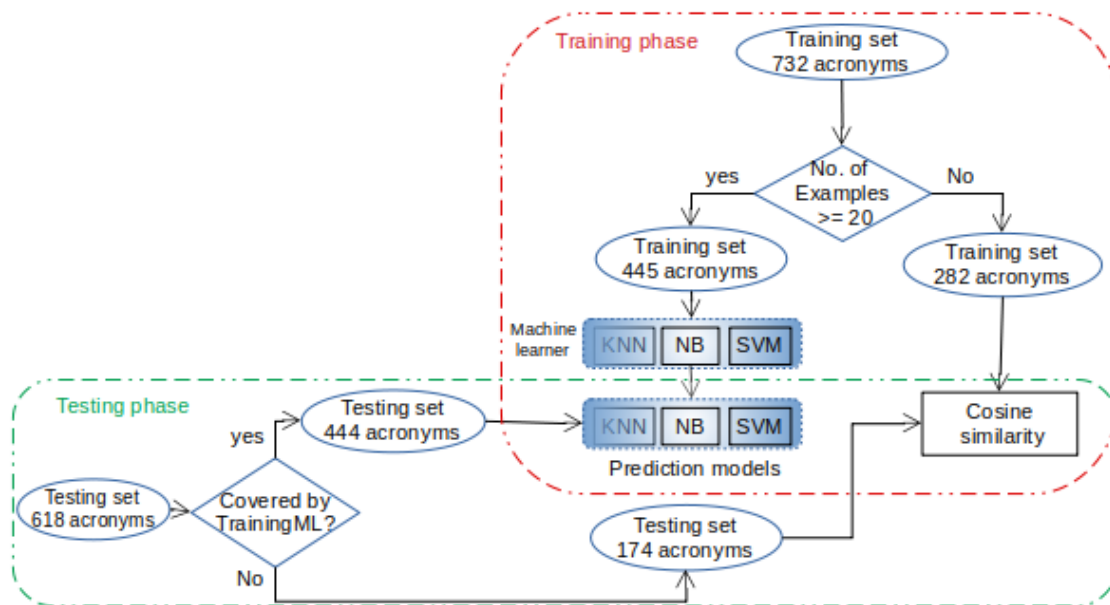 Training phase
Training set
732 acronyms
No. of
Examples
>= 20
yes
No
Training set
445 acronyms
Training set
282 acronyms
Machine
learner
KNN
NB
SVM
Testing phase
Testing set
444 acronyms
KNN
NB
SVM
Prediction models
Cosine
similarity
yes
Testing set
618 acronyms
Covered by
TrainingML?
No
Testing set
174 acronyms